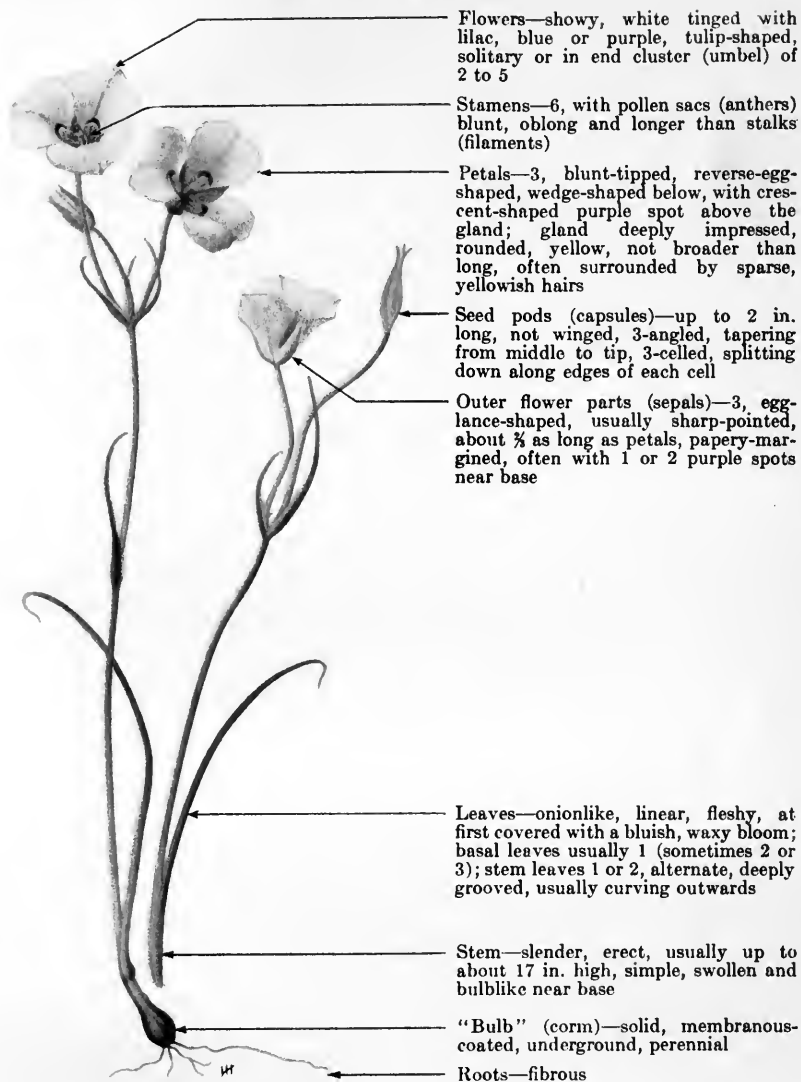 Flowers—showy, white tinged with
lilac, blue or purple, tulip-shaped,
solitary or in end cluster (umbel) of
2 to 5
Stamens—6, with pollen sacs (anthers)
blunt, oblong and longer than stalks
(filaments)
Petals—3, blunt-tipped, reverse-egg-
shaped, wedge-shaped below, with cres-
cent-shaped purple spot above the
gland; gland deeply impressed,
rounded, yellow, not broader than
long, often surrounded by sparse,
yellowish hairs
Seed pods (capsules)—up to 2 in.
long, not winged, 3-angled, tapering
from middle to tip, 3-celled, splitting
down along edges of each cell
Outer flower parts (sepals)—3, egg-
lance-shaped, usually sharp-pointed,
about as long as petals, papery-mar-
gined, often with 1 or 2 purple spots
near base
Leaves—onionlike, linear, fleshy, at
first covered with a bluish, waxy bloom;
basal leaves usually 1 (sometimes 2 or
3); stem leaves 1 or 2, alternate, deeply
grooved, usually curving outwards
Stem—slender, erect, usually up to
about 17 in. high, simple, swollen and
bulblike near base
"Bulb" (corm)—solid, membranous-
coated, underground, perennial
Roots—fibrous